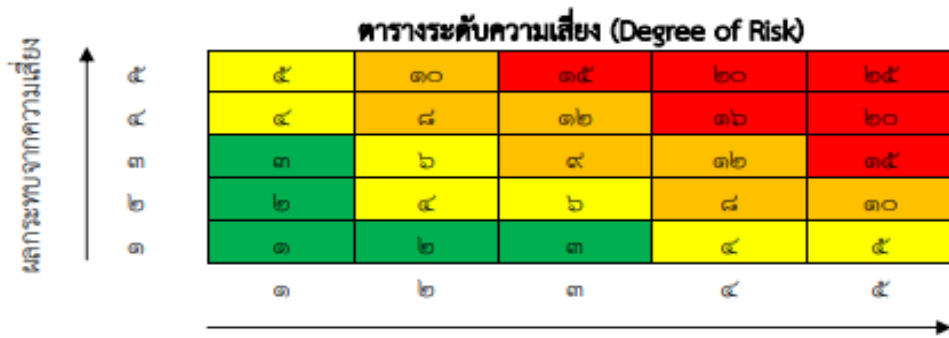 ตารางระดับความเสี่ยง (Degree of Risk)
ผลกระทบจากความเสี่ยง
๕ ๕ ๑๐ ๑๕ ๒๐ ๒๕
๔ ๔ ๘ ๑๒ ๑๖ ๒๐
๓ ๓ ๖ ๙ ๑๒ ๑๕
๒ ๒ ๔ ๖ ๘ ๑๐
๑ ๑ ๒ ๓ ๔ ๕
๑ ๒ ๓ ๔ ๕